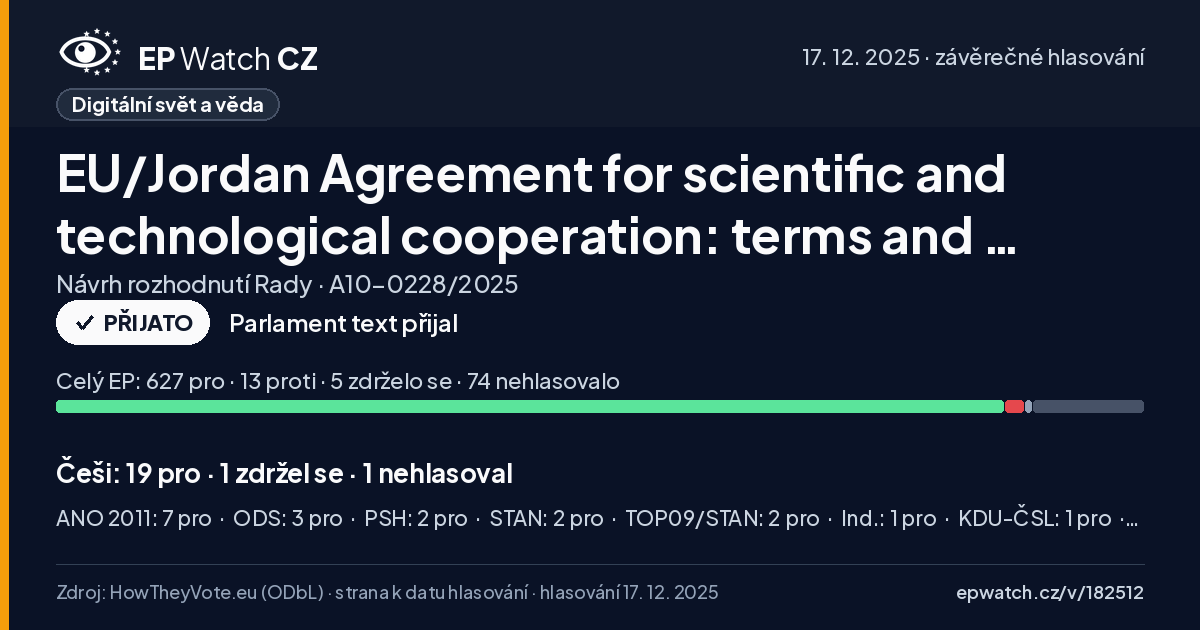 EP Watch CZ
17. 12. 2025 · závěrečné hlasování
Digitální svět a věda
EU/Jordan Agreement for scientific and
technological cooperation: terms and …
Návrh rozhodnutí Rady · A10–0228/2025
✓ PŘIJATO Parlament text přijal
Celý EP: 627 pro · 13 proti · 5 zdrželo se · 74 nehlasovalo
Češi: 19 pro · 1 zdržel se · 1 nehlasoval
ANO 2011: 7 pro · ODS: 3 pro · PSH: 2 pro · STAN: 2 pro · TOP09/STAN: 2 pro · Ind.: 1 pro · KDU-ČSL: 1 pro ·…
Zdroj: HowTheyVote.eu (ODbL) · strana k datu hlasování · hlasování 17. 12. 2025
epwatch.cz/v/182512